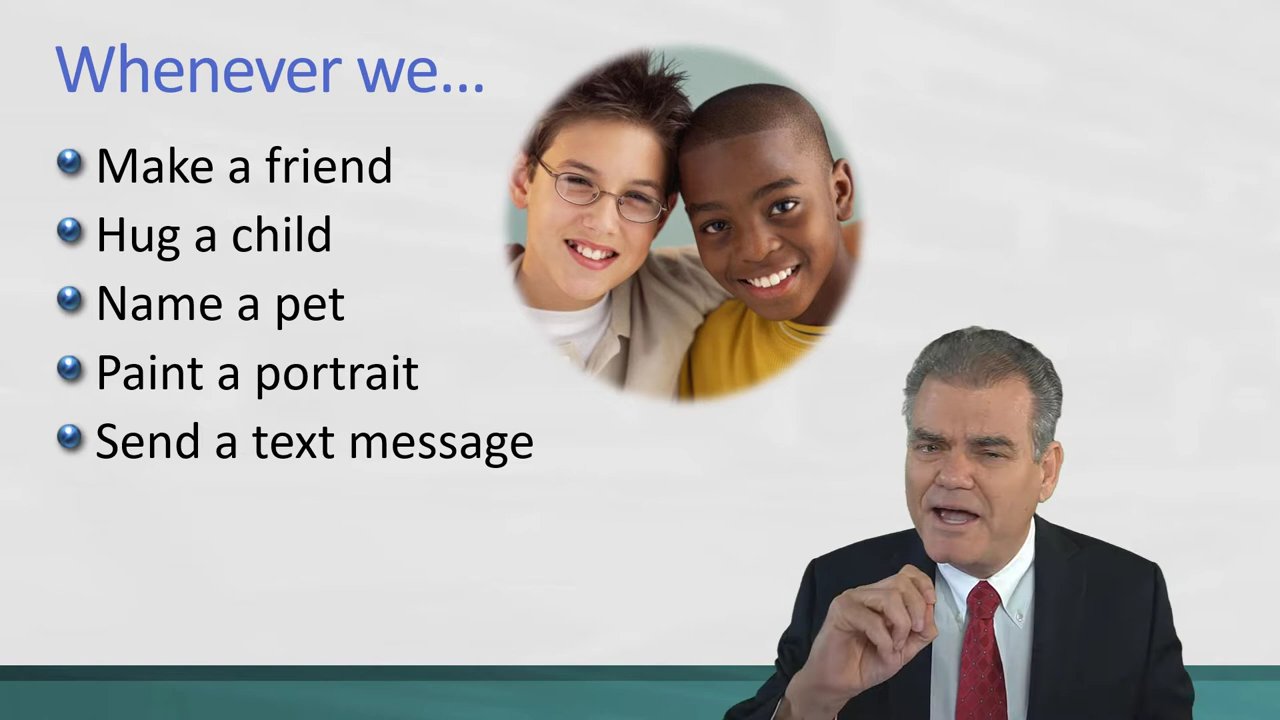 Whenever we...
Make a friend
Hug a child
Name a pet
Paint a portrait
Send a text message